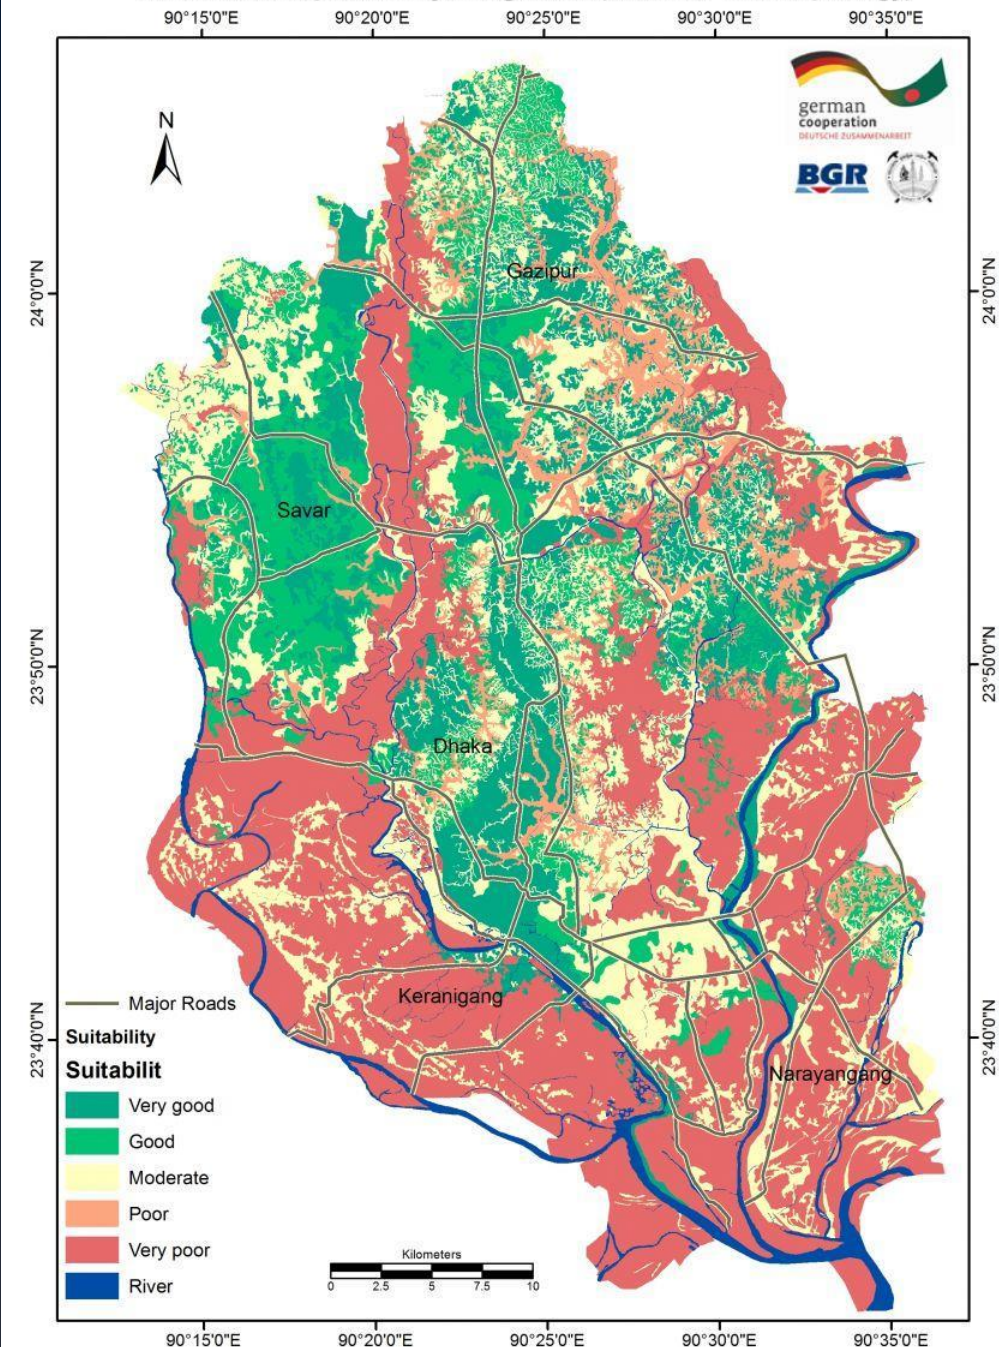 90°15'0"E 90°20'0"E 90°25'0"E 90°30'0"E 90°35'0"E
N
german
cooperation
DEUTSCHE ZUSAMMENARBEIT
BGR
24°0'0"N
24°0'0"N
Gazipur
Savar
23°50'0"N
23°50'0"N
Dhaka
Keranigang
Major Roads
Suitability
23°40'0"N
23°40'0"N
Suitabilit
Narayangang
Very good
Good
Moderate
Poor
Very poor
River
Kilometers
0 2.5 5 7.5 10
90°15'0"E 90°20'0"E 90°25'0"E 90°30'0"E 90°35'0"E